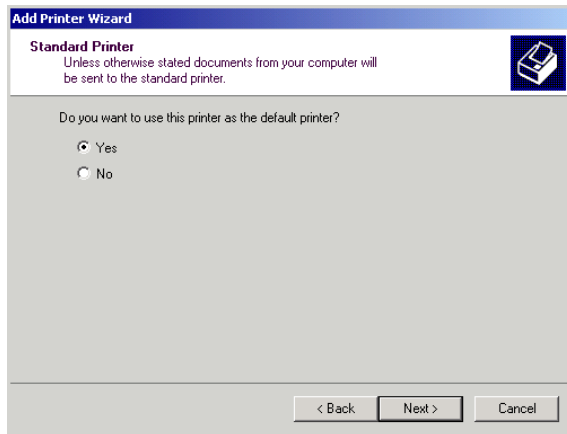 Add Printer Wizard
Standard Printer
Unless otherwise stated documents from your computer will
be sent to the standard printer.
Do you want to use this printer as the default printer?
Yes
No
< Back Next > Cancel